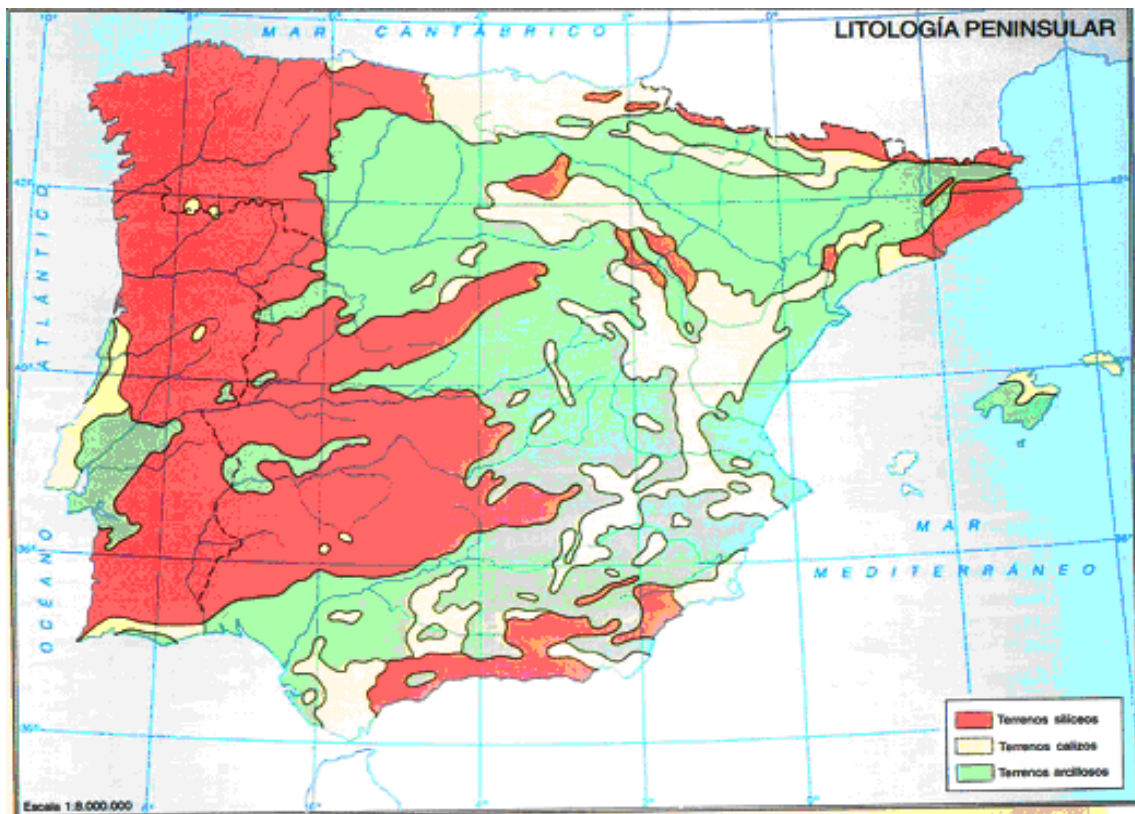 LITOLOGÍA PENINSULAR
MAR CANTÁBRICO
OCÉANO ATLÁNTICO
MAR MEDITERRÁNEO
Terrenos silíceos
Terrenos calizos
Terrenos arcillosos
Escala 1:8.000.000